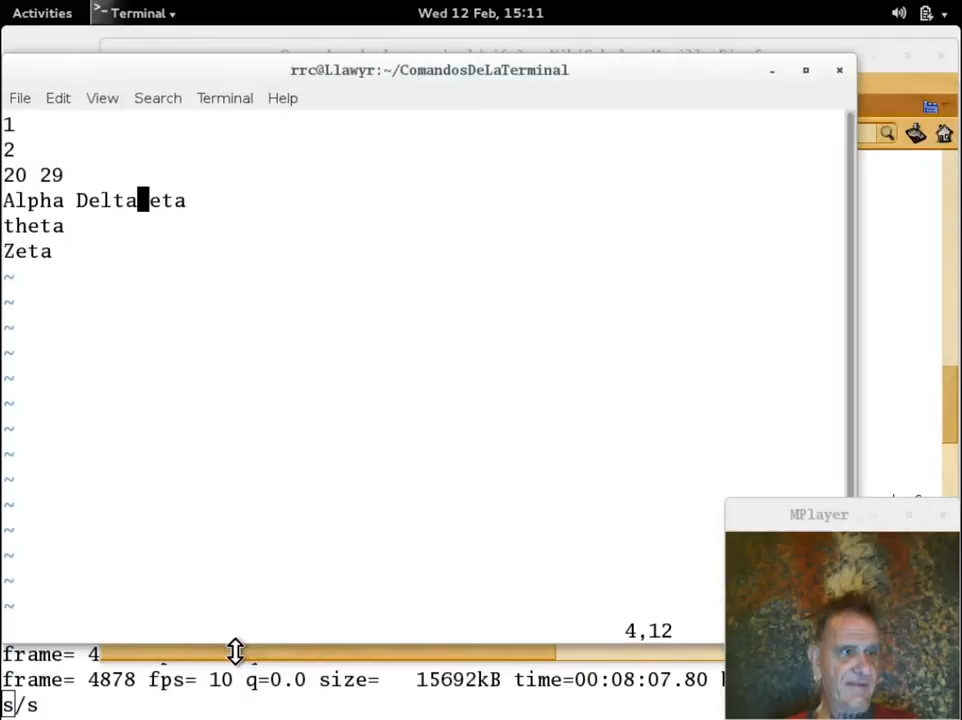 Activities Terminal Wed 12 Feb, 15:11
rrc@Llawyr:~/ComandosDeLaTerminal
File Edit View Search Terminal Help
1
2
20 29
Alpha Delta eta
theta
Zeta
~
~
~
~
~
~
~
~
~
~
~
~
~
~
4,12
MPlayer
frame= 4
frame= 4878 fps= 10 q=0.0 size= 15692kB time=00:08:07.80
s/s